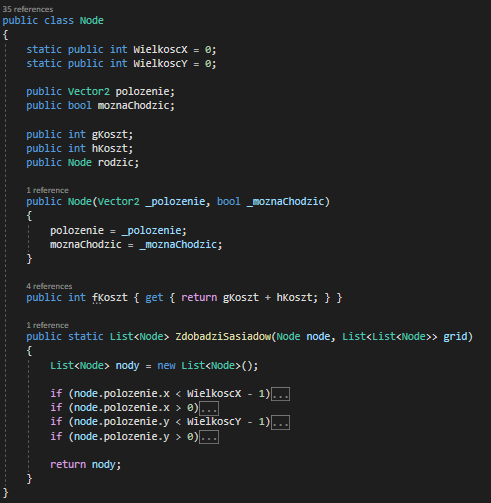 35 references
public class Node
{
static public int WielkoscX = 0;
static public int WielkoscY = 0;
public Vector2 polozenie;
public bool moznaChodzic;
public int gKoszt;
public int hKoszt;
public Node rodzic;
1 reference
public Node(Vector2 _polozenie, bool _moznaChodzic)
{
polozenie = _polozenie;
moznaChodzic = _moznaChodzic;
}
4 references
public int fKoszt { get { return gKoszt + hKoszt; } }
1 reference
public static List<Node> ZdobadziSasiadow(Node node, List<List<Node>> grid)
{
List<Node> nody = new List<Node>();
if (node.polozenie.x < WielkoscX - 1)...
if (node.polozenie.x > 0)...
if (node.polozenie.y < WielkoscY - 1)...
if (node.polozenie.y > 0)...
return nody;
}
}